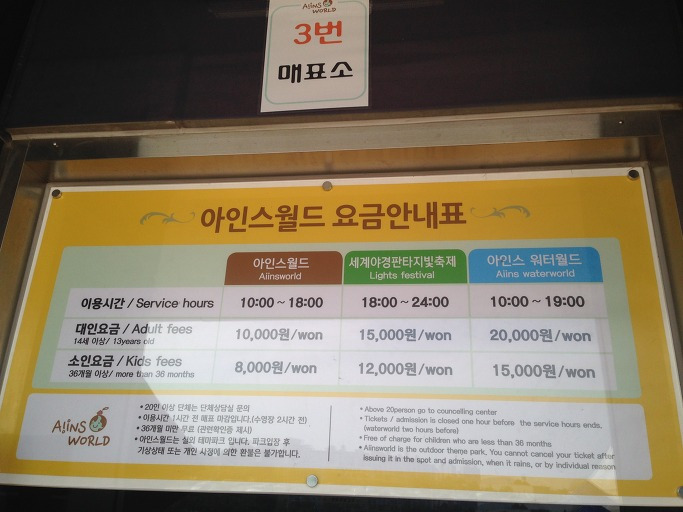 AIINS WORLD
3번
매표소
아인스월드 요금안내표
아인스월드 세계야경판타지빛축제 아인스 워터월드
Aiinsworld Lights festival Aiins waterworld
이용시간 / Service hours 10:00 ~ 18:00 18:00 ~ 24:00 10:00 ~ 19:00
대인요금 / Adult fees 10,000원/won 15,000원/won 20,000원/won
14세 이상/ 13years old
소인요금 / Kids fees 8,000원/won 12,000원/won 15,000원/won
36개월 이상/ more than 36 months
AIINS WORLD
• 20인 이상 단체는 단체상담실 문의
• 이용시간 1시간 전 매표 마감입니다.(수영장 2시간 전)
• 36개월 미만 무료 (관련확인증 제시)
• 아인스월드는 실외 테마파크 입니다. 파크입장 후
기상상태 또는 개인 사정에 의한 환불은 불가합니다.
• Above 20person go to councelling center
• Tickets / admission is closed one hour before the service hours ends.
(waterworld two hours before)
• Free of charge for children who are less than 36 months
• Aiinsworld is the outdoor theme park, You cannot cancel your ticket after
issuing it in the spot and admission, when it rains, or by individual reason